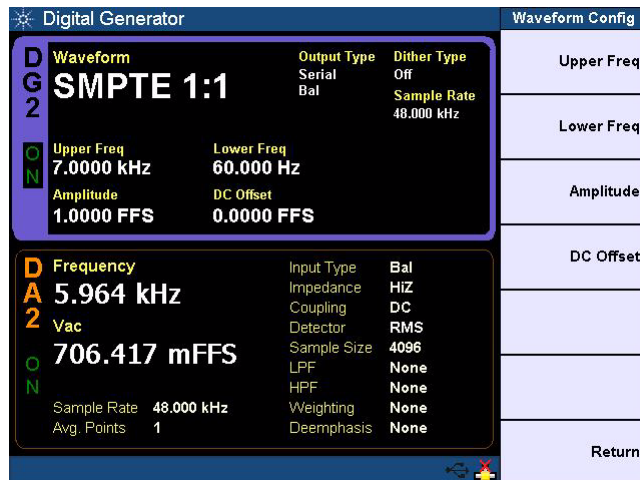 Digital Generator
Waveform Config
DG2
ON
Waveform
SMPTE 1:1
Output Type
Serial
Bal
Dither Type
Off
Sample Rate
48.000 kHz
Upper Freq
7.0000 kHz
Lower Freq
60.000 Hz
Amplitude
1.0000 FFS
DC Offset
0.0000 FFS
DA2
ON
Frequency
5.964 kHz
Vac
706.417 mFFS
Sample Rate 48.000 kHz
Avg. Points 1
Input Type Bal
Impedance HiZ
Coupling DC
Detector RMS
Sample Size 4096
LPF None
HPF None
Weighting None
Deemphasis None
Upper Freq
Lower Freq
Amplitude
DC Offset
Return